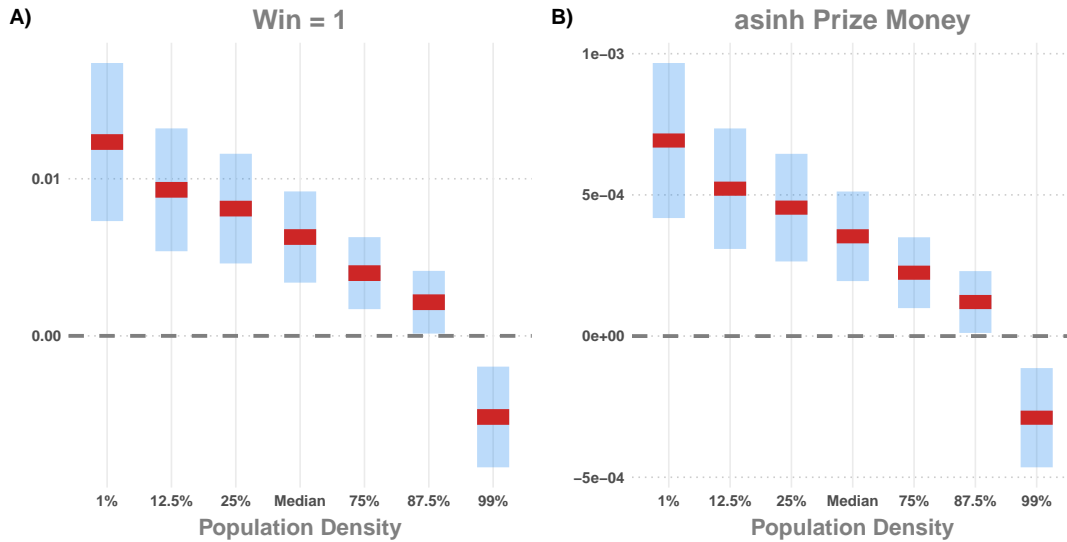 A)
Win = 1
0.01
0.00
1%
12.5%
25%
Median
75%
87.5%
99%
Population Density
B)
asinh Prize Money
1e−03
5e−04
0e+00
−5e−04
1%
12.5%
25%
Median
75%
87.5%
99%
Population Density